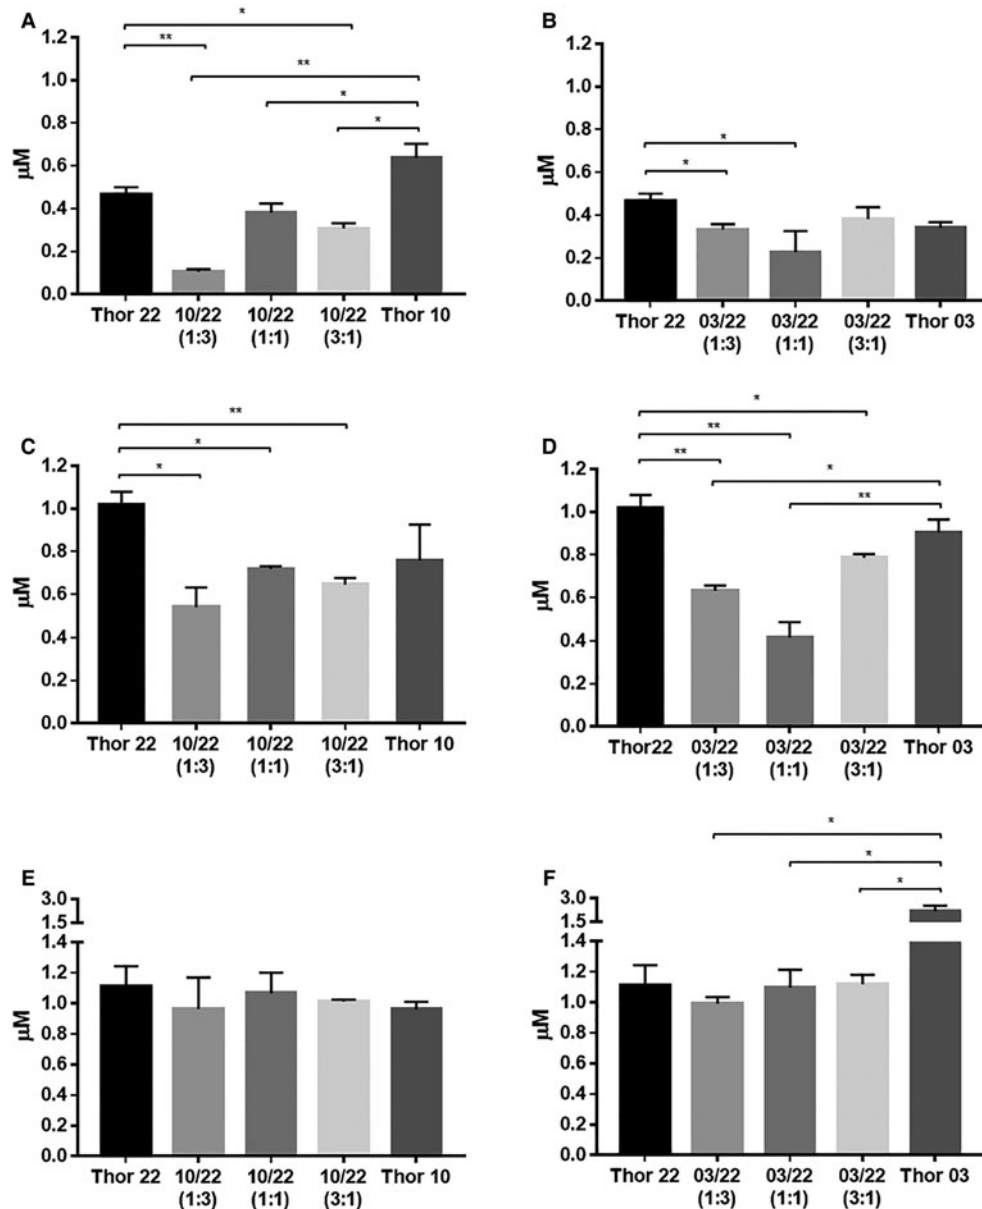 A
*
**
**
*
*
1.2
1.0
0.8
0.6
0.4
0.2
0.0
µM
Thor 22 10/22 10/22 10/22 Thor 10
(1:3) (1:1) (3:1)
B
*
*
1.2
1.0
0.8
0.6
0.4
0.2
0.0
µM
Thor 22 03/22 03/22 03/22 Thor 03
(1:3) (1:1) (3:1)
C
**
*
*
1.2
1.0
0.8
0.6
0.4
0.2
0.0
µM
Thor 22 10/22 10/22 10/22 Thor 10
(1:3) (1:1) (3:1)
D
*
**
**
*
**
1.2
1.0
0.8
0.6
0.4
0.2
0.0
µM
Thor22 03/22 03/22 03/22 Thor 03
(1:3) (1:1) (3:1)
E
3.0
1.5
1.4
1.2
1.0
0.8
0.6
0.4
0.2
0.0
µM
Thor 22 10/22 10/22 10/22 Thor 10
(1:3) (1:1) (3:1)
F
*
*
*
3.0
1.5
1.4
1.2
1.0
0.8
0.6
0.4
0.2
0.0
µM
Thor 22 03/22 03/22 03/22 Thor 03
(1:3) (1:1) (3:1)